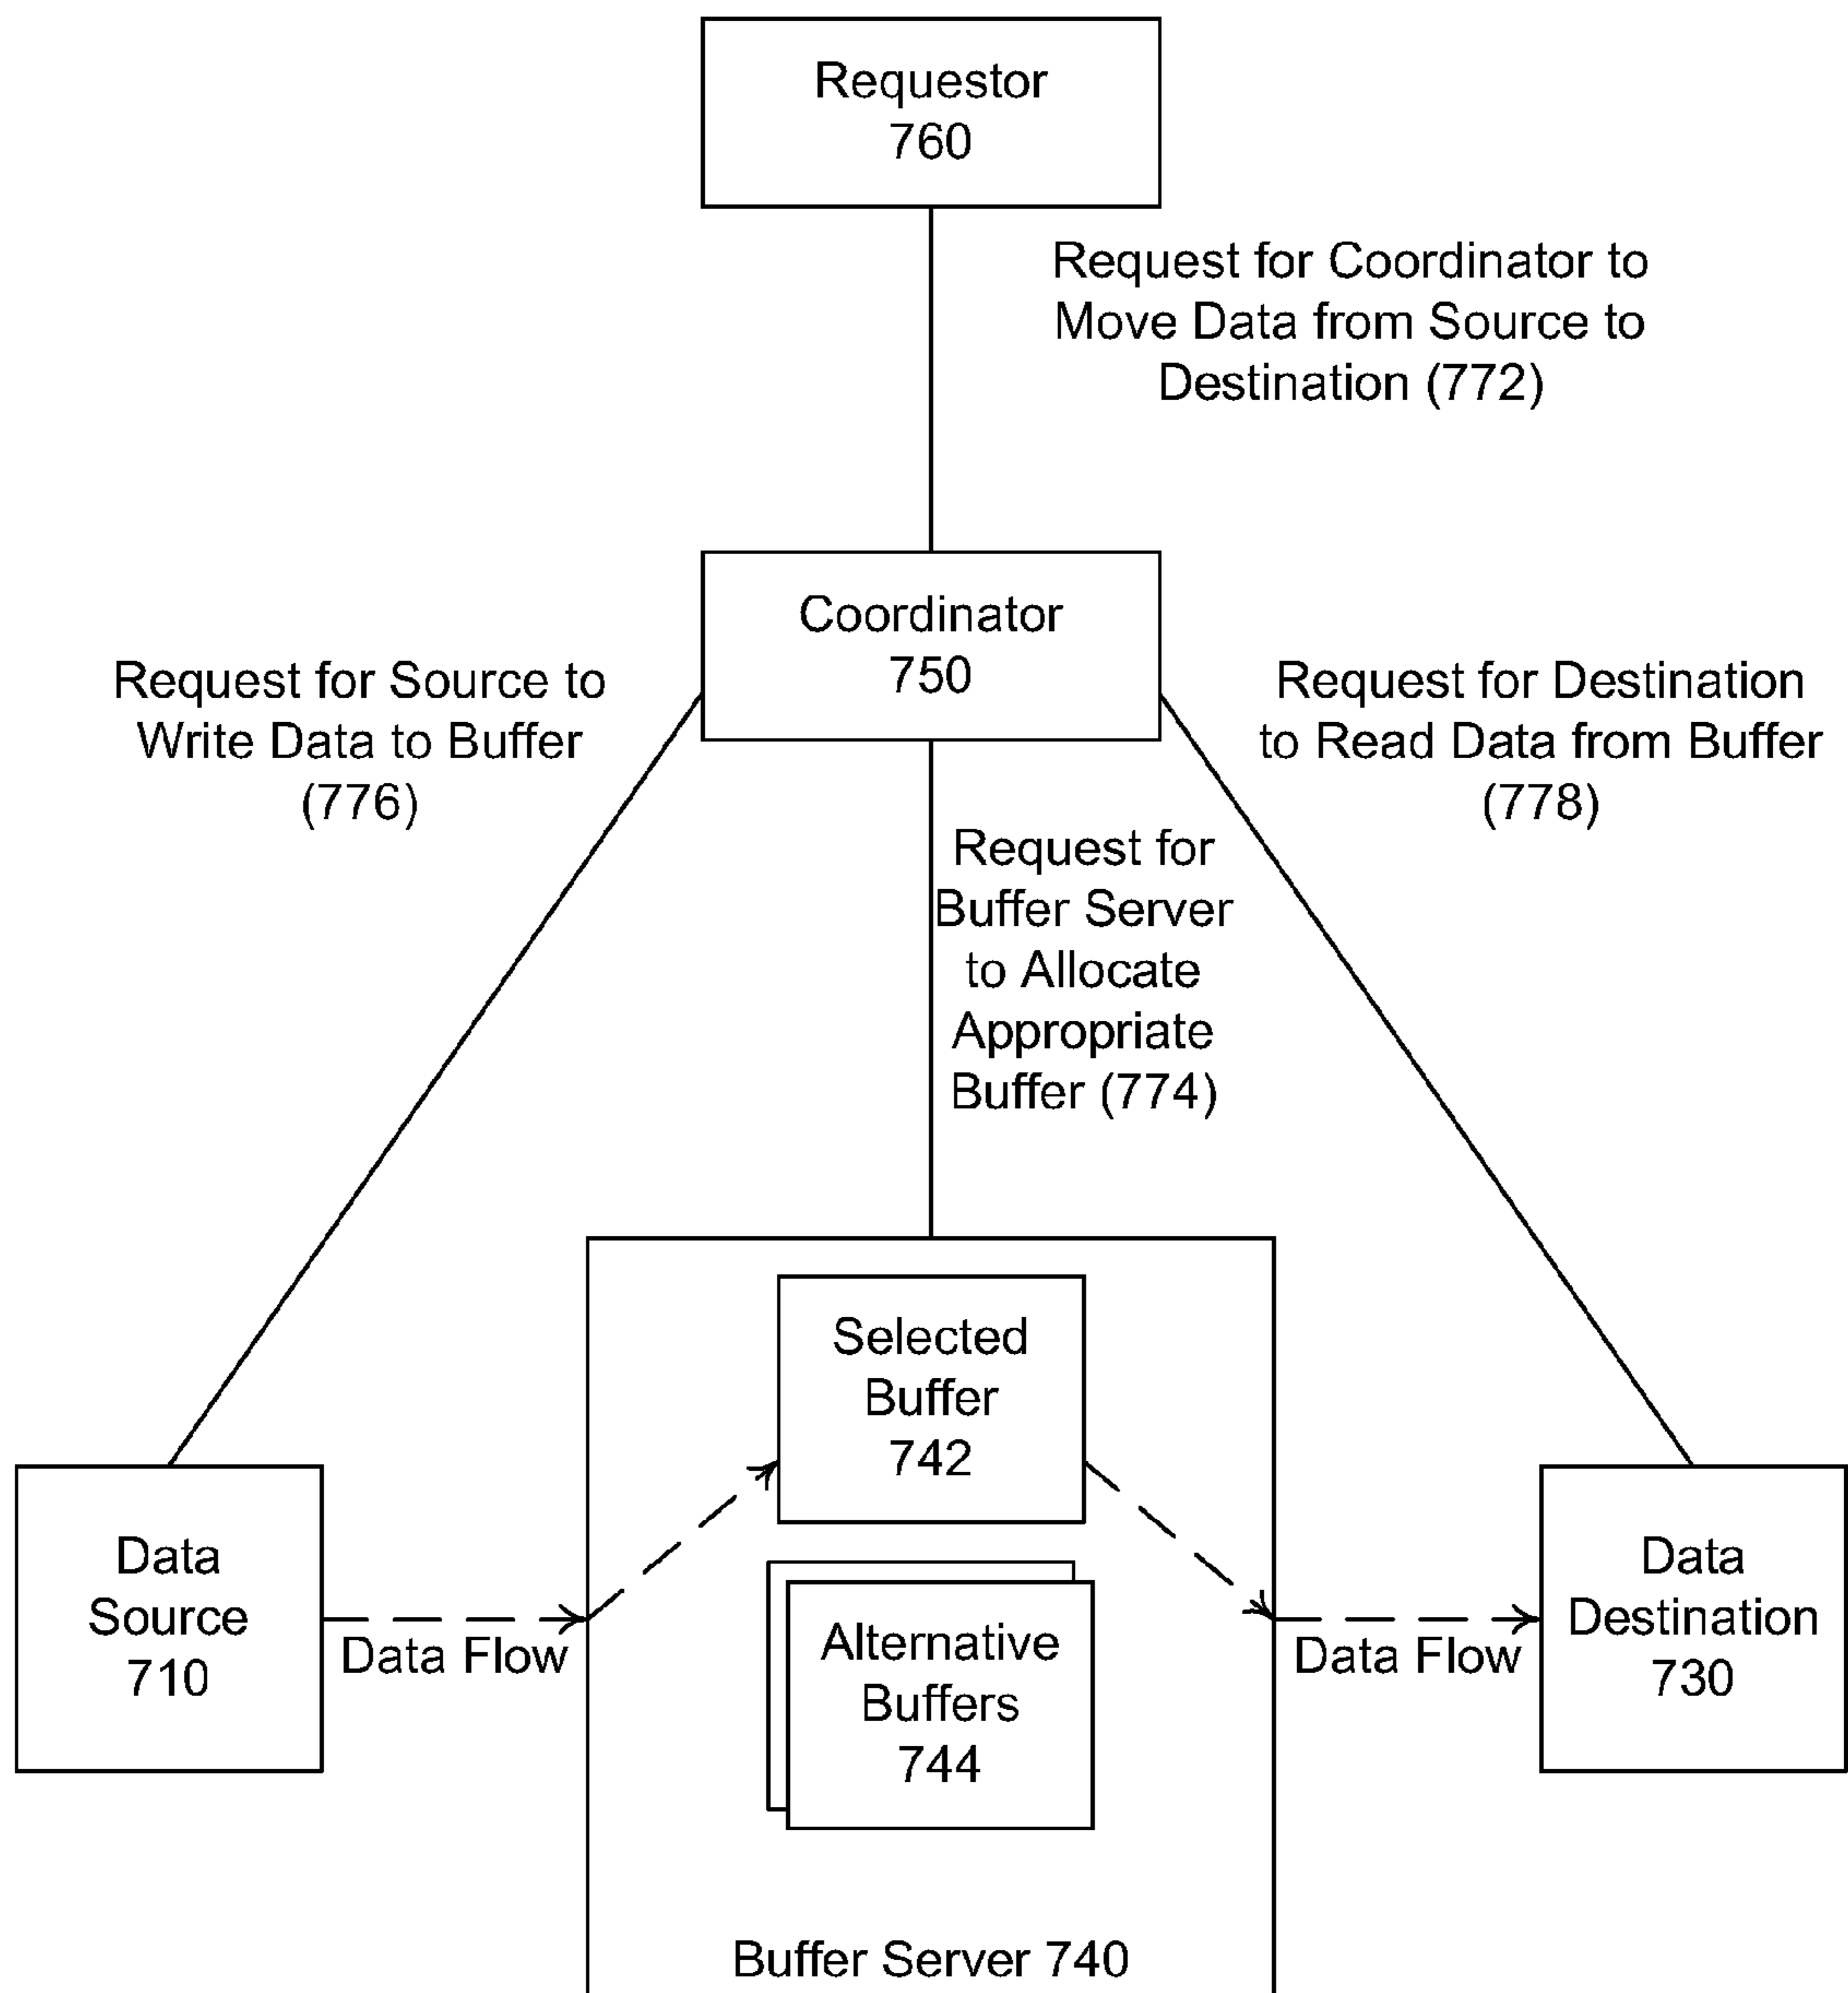 Requestor
760
Request for Coordinator to
Move Data from Source to
Destination (772)
Coordinator
750
Request for Source to
Write Data to Buffer
(776)
Request for Destination
to Read Data from Buffer
(778)
Request for
Buffer Server
to Allocate
Appropriate
Buffer (774)
Selected
Buffer
742
Data
Source
710
Data Flow
Alternative
Buffers
744
Data Flow
Data
Destination
730
Buffer Server 740